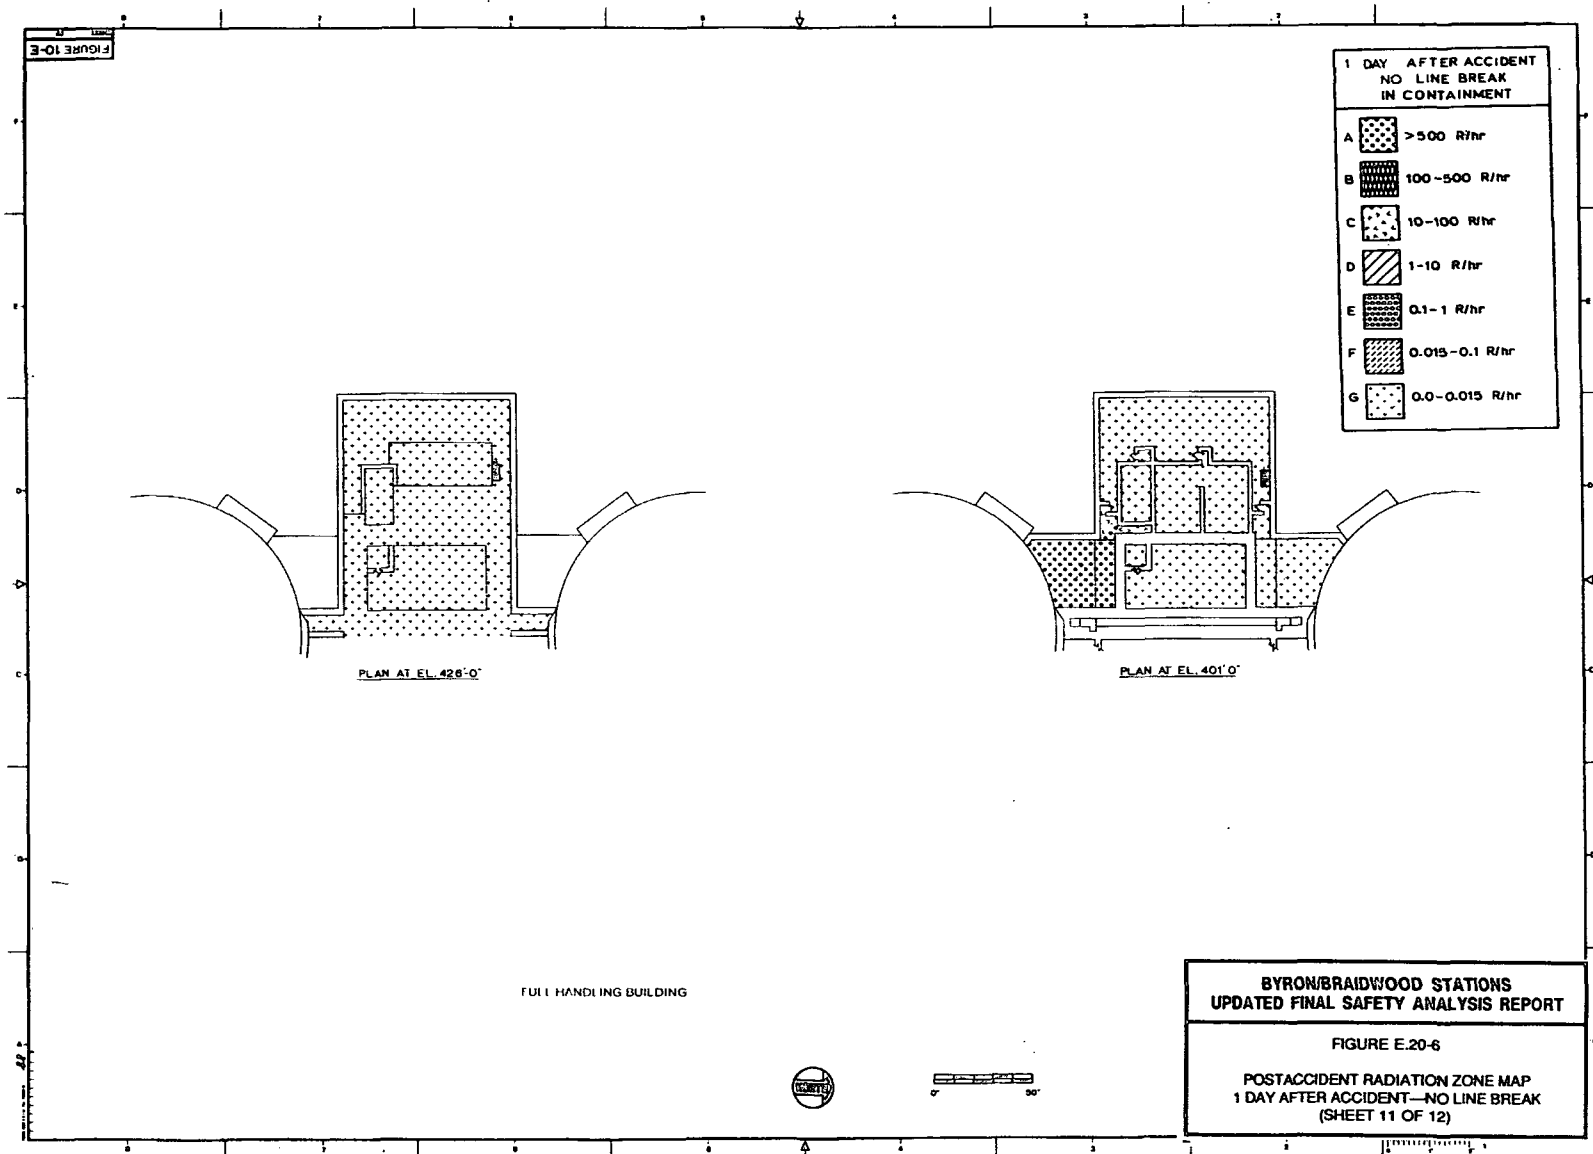 FIGURE 10-E
1 DAY AFTER ACCIDENT
NO LINE BREAK
IN CONTAINMENT
A >500 R/hr
B 100-500 R/hr
C 10-100 R/hr
D 1-10 R/hr
E 0.1-1 R/hr
F 0.015-0.1 R/hr
G 0.0-0.015 R/hr
PLAN AT EL. 426'-0"
PLAN AT EL. 401'0"
FUEL HANDLING BUILDING
NORTH
0' 50'
BYRON/BRAIDWOOD STATIONS
UPDATED FINAL SAFETY ANALYSIS REPORT
FIGURE E.20-6
POSTACCIDENT RADIATION ZONE MAP
1 DAY AFTER ACCIDENT—NO LINE BREAK
(SHEET 11 OF 12)